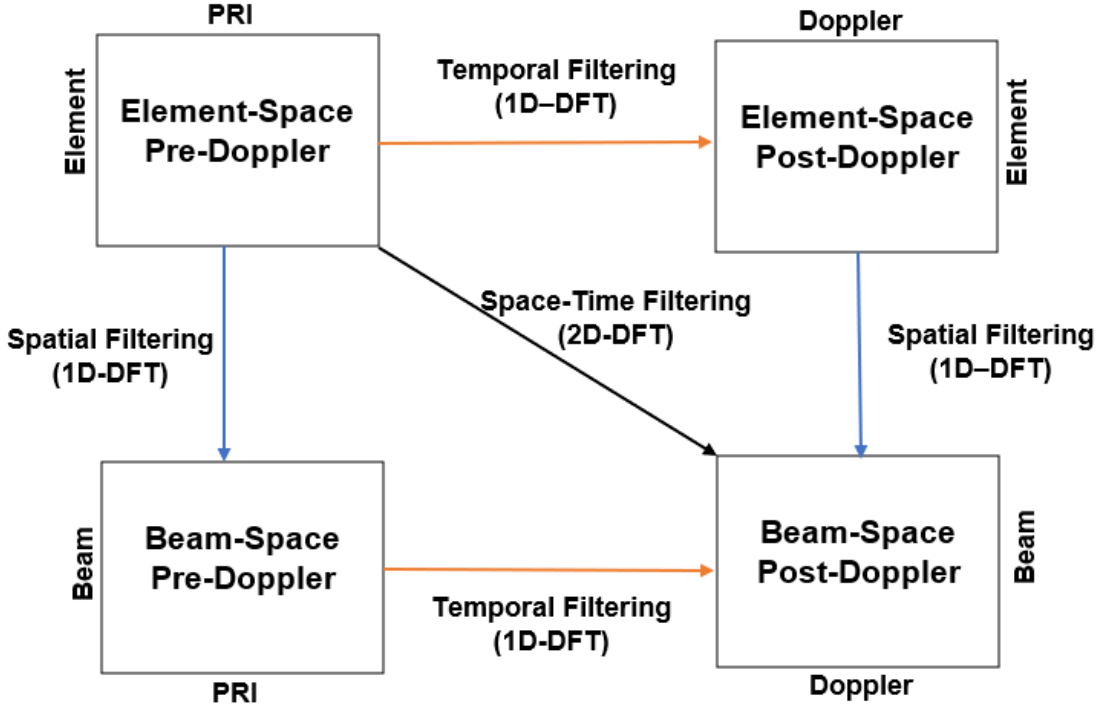 PRI
Doppler
Element
Element-Space
Pre-Doppler
Temporal Filtering
(1D–DFT)
Element-Space
Post-Doppler
Element
Spatial Filtering
(1D-DFT)
Space-Time Filtering
(2D-DFT)
Spatial Filtering
(1D–DFT)
Beam
Beam-Space
Pre-Doppler
Temporal Filtering
(1D-DFT)
Beam-Space
Post-Doppler
Beam
PRI
Doppler